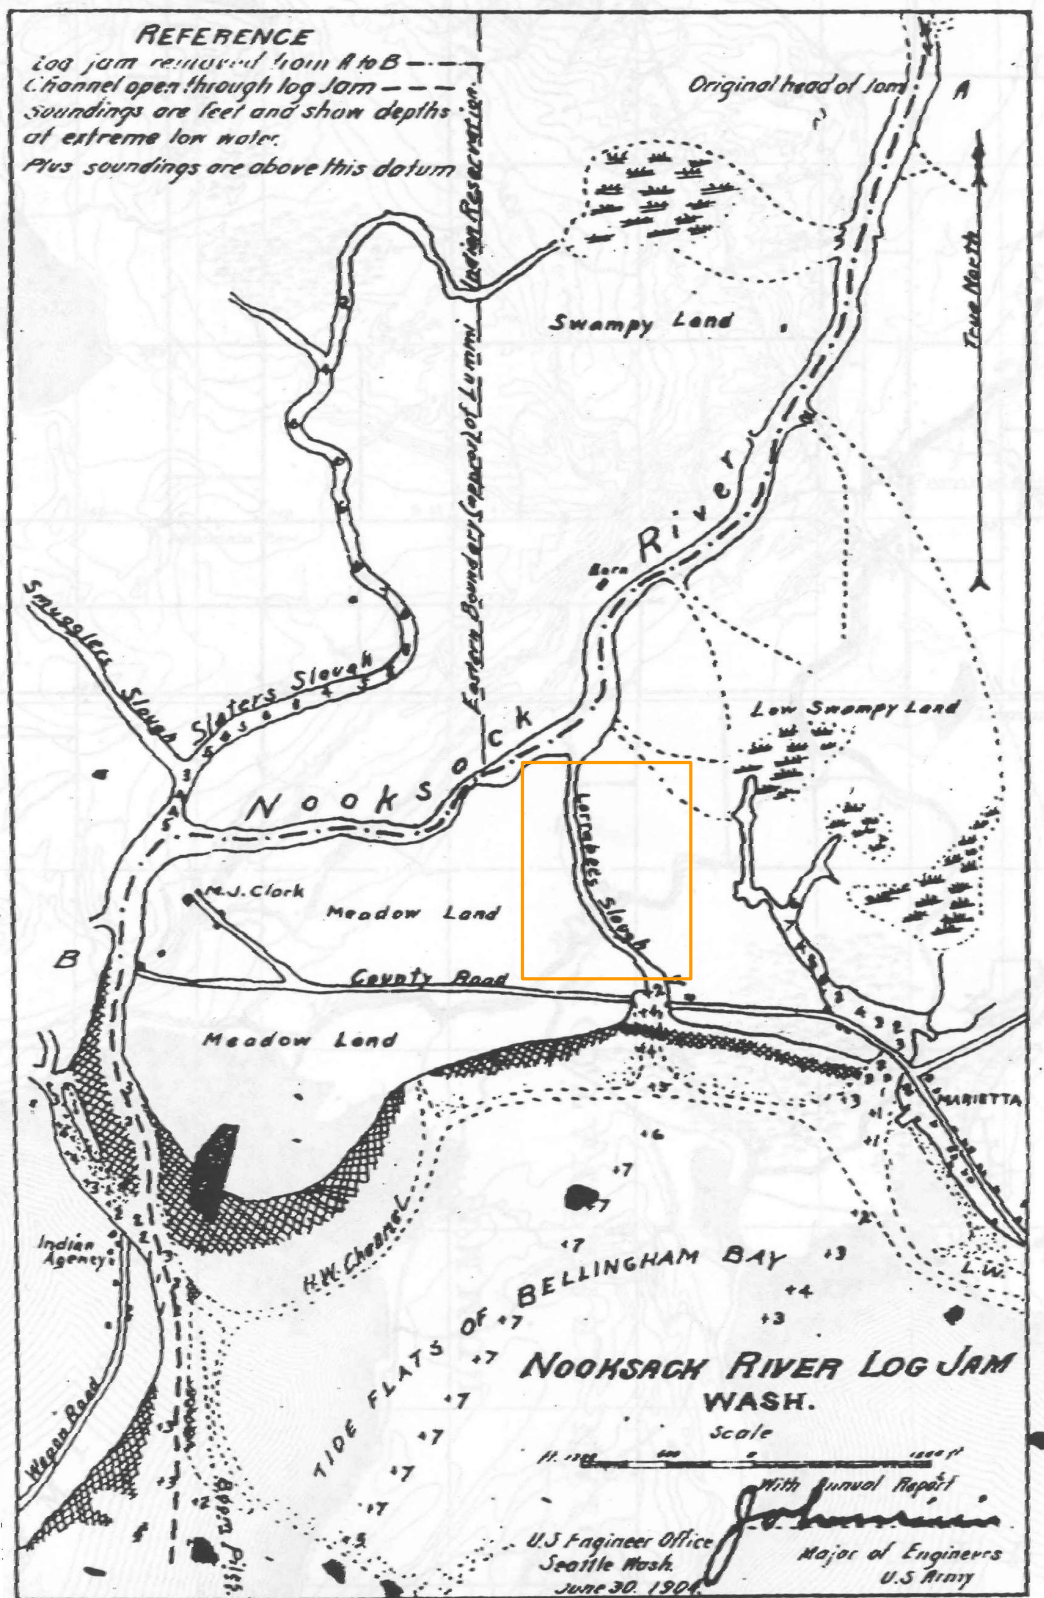 REFERENCE
Log jam removed from A to B
Channel open through log Jam
Soundings are feet and show depths
at extreme low water.
Plus soundings are above this datum
Original head of Jam
A
True North
Swampy Land
Eastern Boundary (approx) of Lummi Indian Reservation
Nooksock River
Barn
Smugglers Slough
Slaters Slough
Low Swampy Land
Larrabees Slough
M.J. Clark
Meadow Land
B
County Road
Meadow Land
MARIETTA
Indian
Agency
H.W. Channel
L.W.
TIDE FLATS OF BELLINGHAM BAY
Wagon Road
NOOKSACK RIVER LOG JAM
WASH.
Scale
With Annual Report
U.S Engineer Office
Seattle Wash.
June 30. 1904.
Major of Engineers
U.S Army